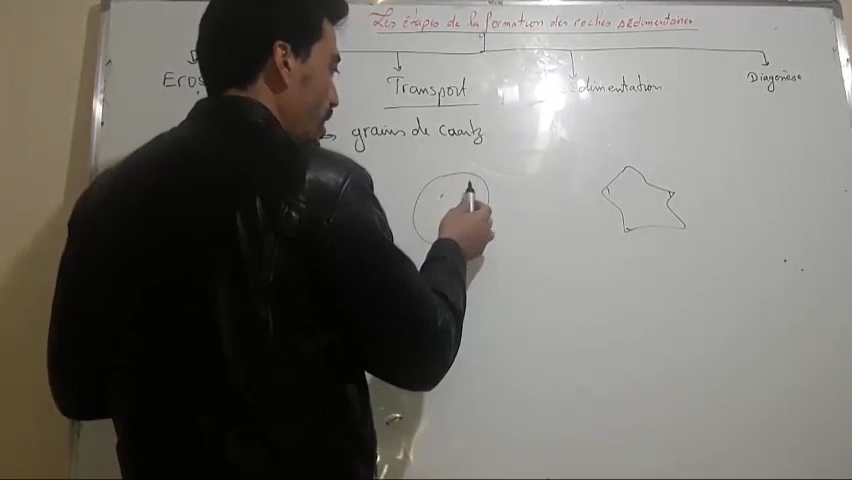 Les étapes de la formation des roches sédimentaires
Transport
Diagenèse
grains de caartz